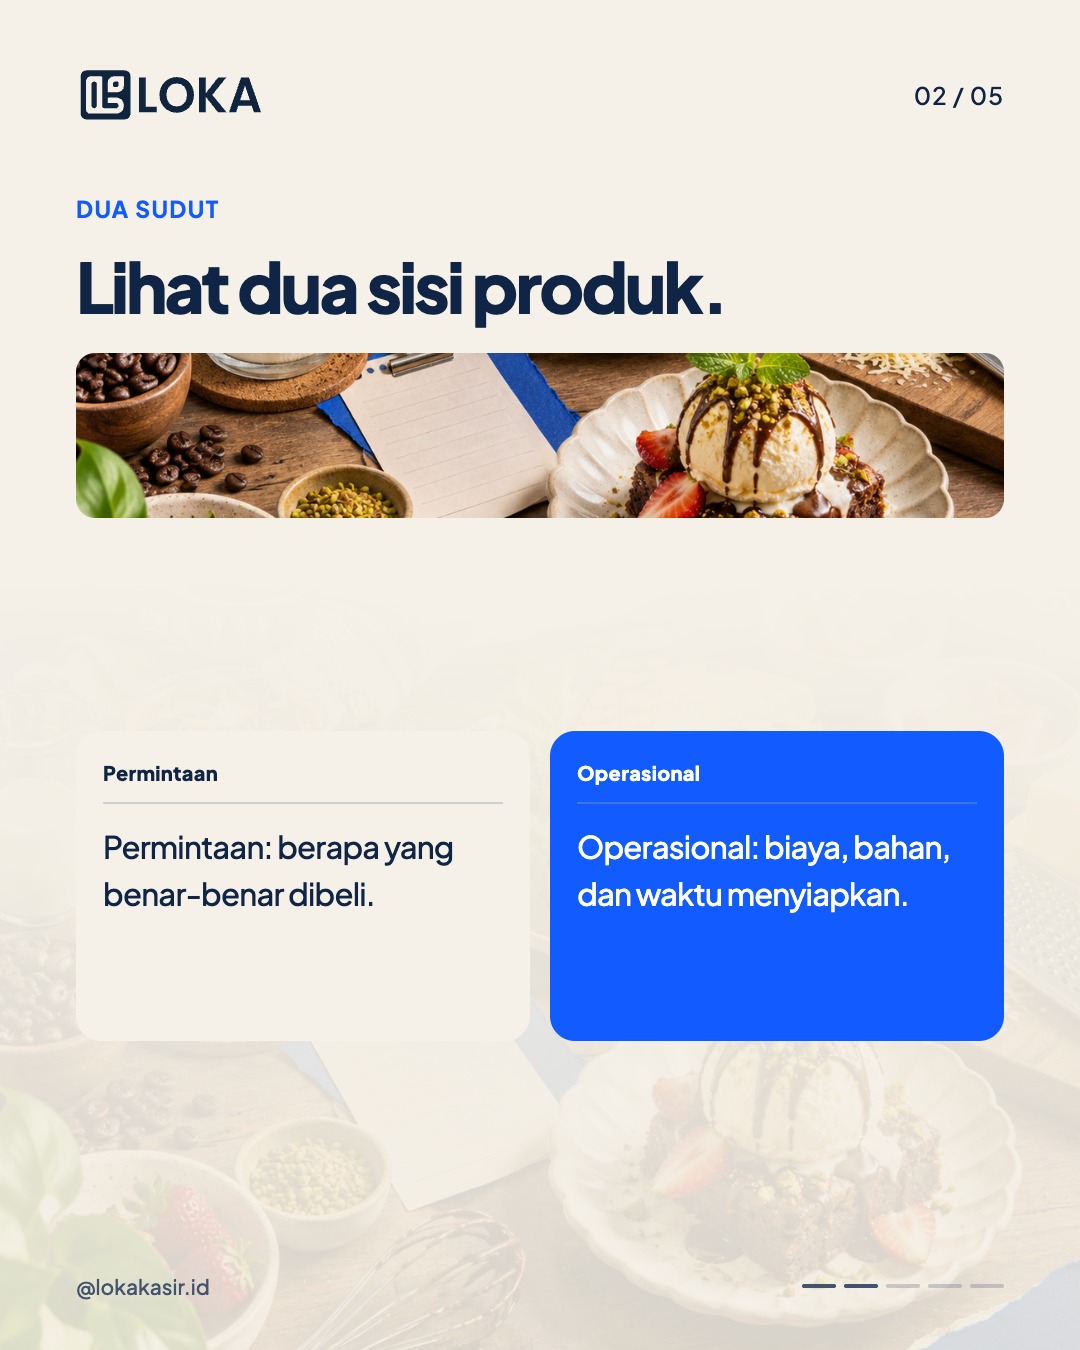 LOKA
02 / 05
DUA SUDUT
Lihat dua sisi produk.
Permintaan
Permintaan: berapa yang
benar-benar dibeli.
Operasional
Operasional: biaya, bahan,
dan waktu menyiapkan.
@lokakasir.id